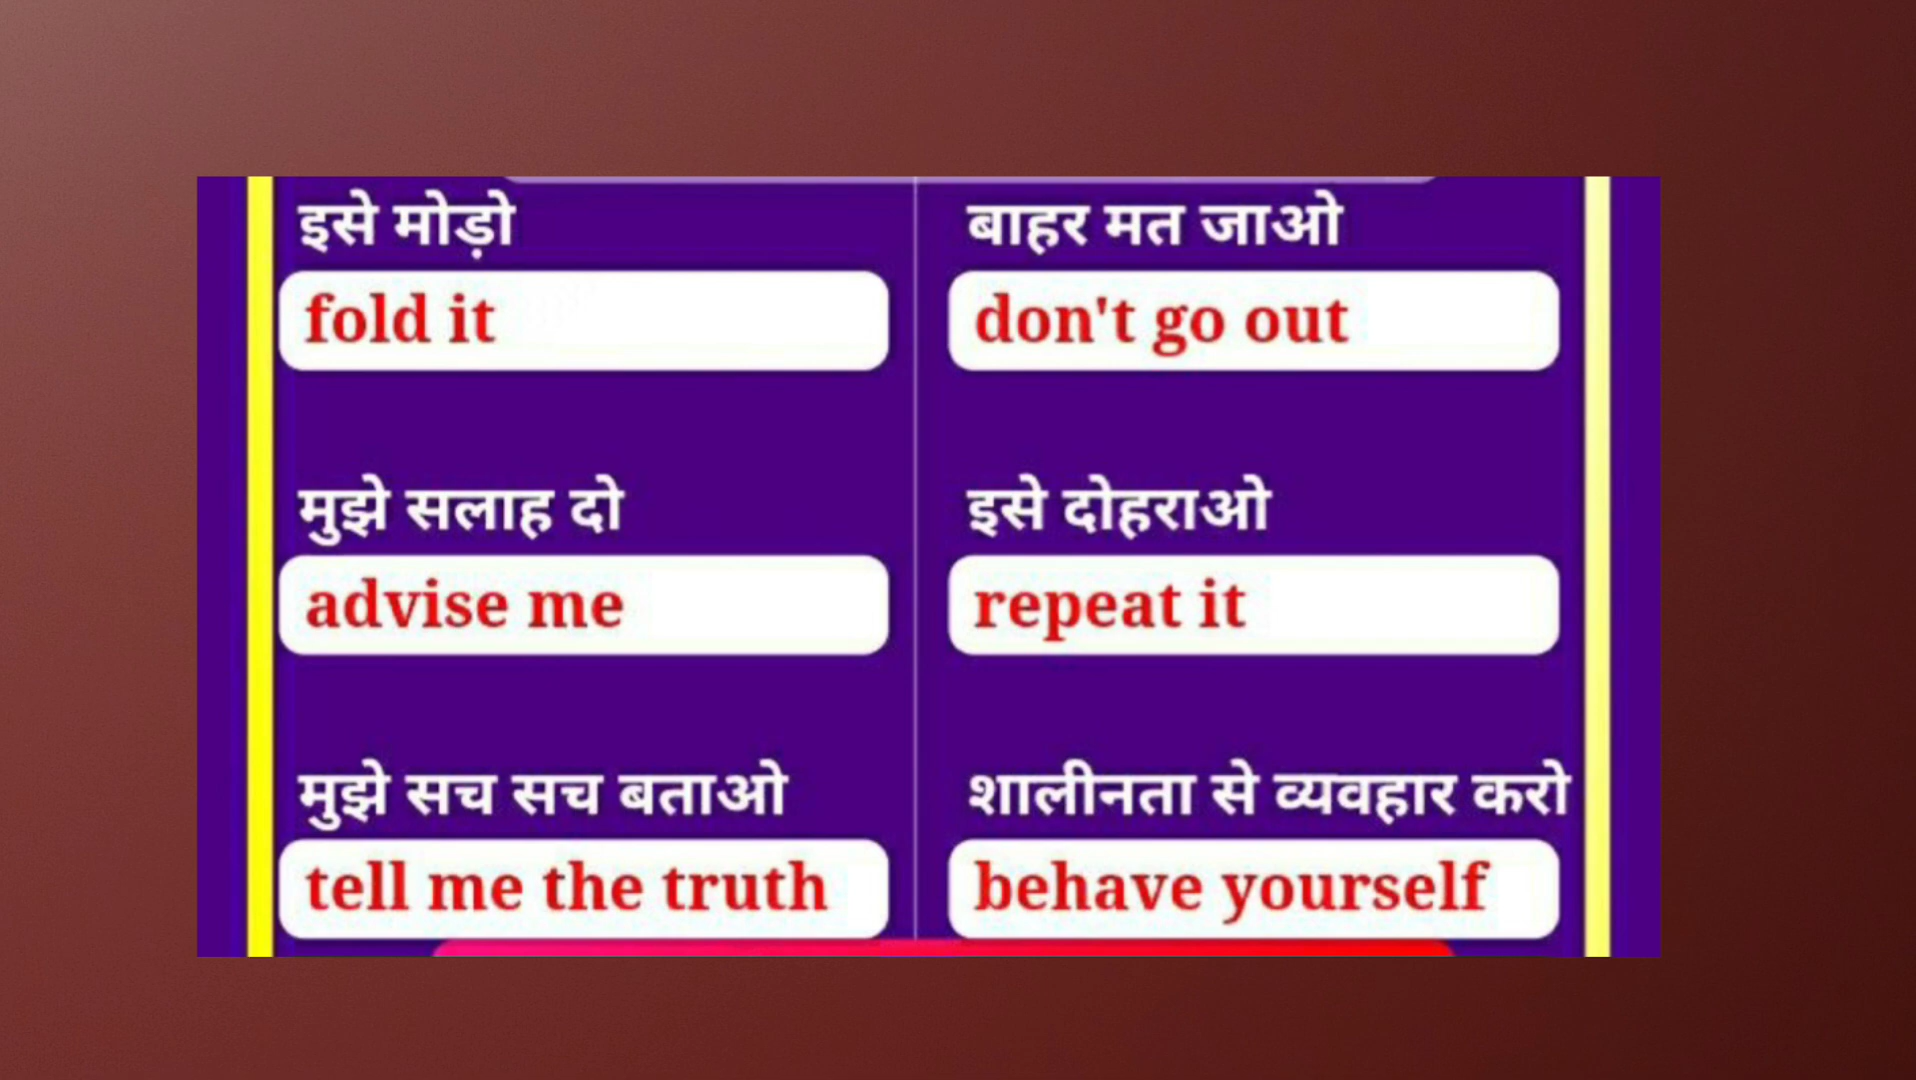 इसे मोड़ो
fold it
बाहर मत जाओ
don't go out
मुझे सलाह दो
advise me
इसे दोहराओ
repeat it
मुझे सच सच बताओ
tell me the truth
शालीनता से व्यवहार करो
behave yourself